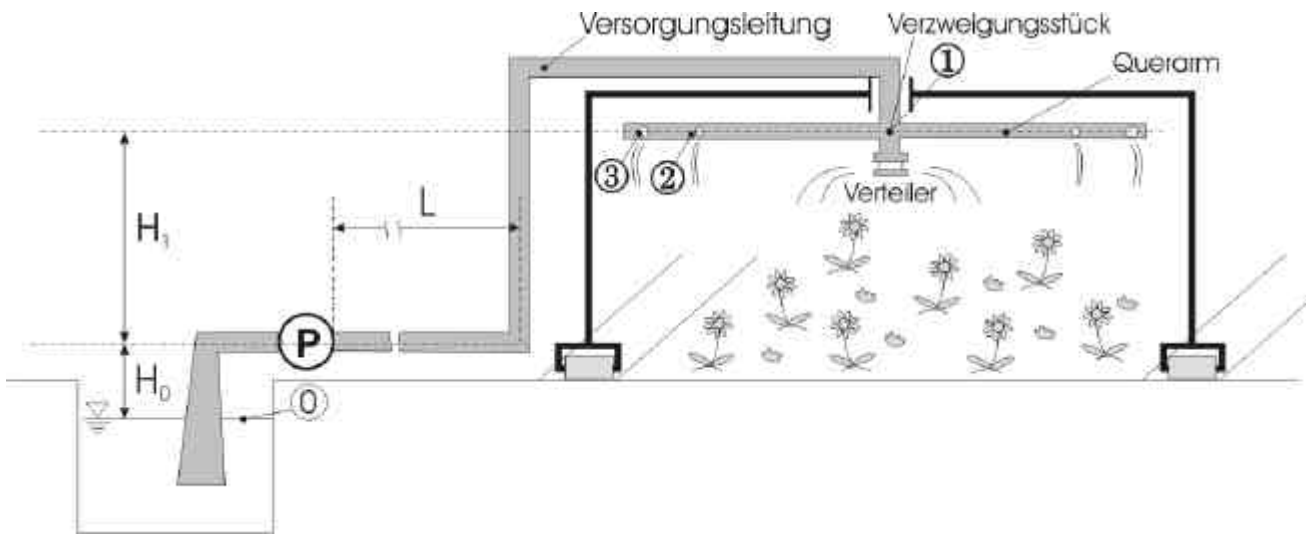 Versorgungsleitung
Verzweigungsstück
①
Querarm
③
②
Verteiler
H₁
L
P
H₀
0